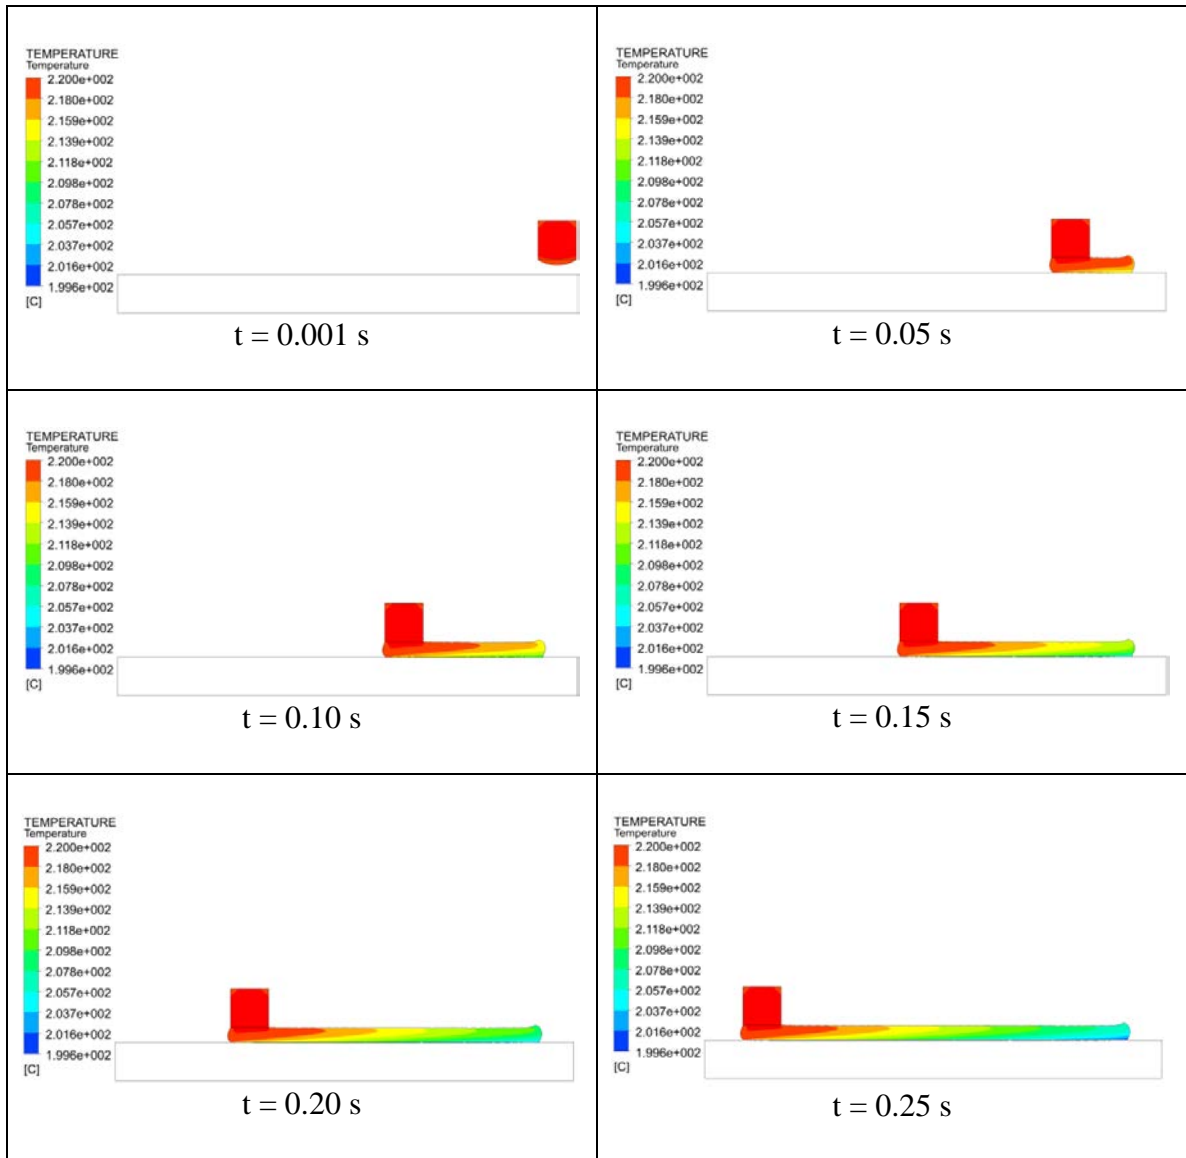 TEMPERATURE
Temperature
2.200e+002
2.180e+002
2.159e+002
2.139e+002
2.118e+002
2.098e+002
2.078e+002
2.057e+002
2.037e+002
2.016e+002
1.996e+002
[C]
t = 0.001 s
TEMPERATURE
Temperature
2.200e+002
2.180e+002
2.159e+002
2.139e+002
2.118e+002
2.098e+002
2.078e+002
2.057e+002
2.037e+002
2.016e+002
1.996e+002
[C]
t = 0.05 s
TEMPERATURE
Temperature
2.200e+002
2.180e+002
2.159e+002
2.139e+002
2.118e+002
2.098e+002
2.078e+002
2.057e+002
2.037e+002
2.016e+002
1.996e+002
[C]
t = 0.10 s
TEMPERATURE
Temperature
2.200e+002
2.180e+002
2.159e+002
2.139e+002
2.118e+002
2.098e+002
2.078e+002
2.057e+002
2.037e+002
2.016e+002
1.996e+002
[C]
t = 0.15 s
TEMPERATURE
Temperature
2.200e+002
2.180e+002
2.159e+002
2.139e+002
2.118e+002
2.098e+002
2.078e+002
2.057e+002
2.037e+002
2.016e+002
1.996e+002
[C]
t = 0.20 s
TEMPERATURE
Temperature
2.200e+002
2.180e+002
2.159e+002
2.139e+002
2.118e+002
2.098e+002
2.078e+002
2.057e+002
2.037e+002
2.016e+002
1.996e+002
[C]
t = 0.25 s